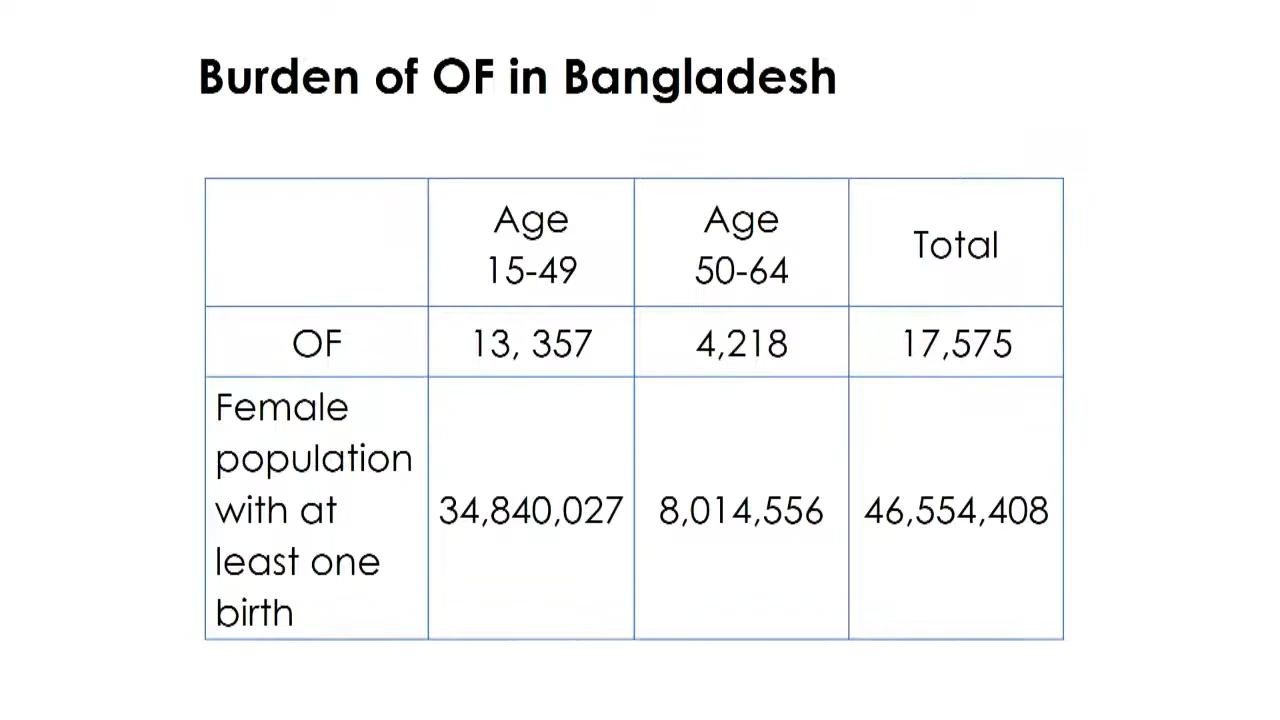 Burden of OF in Bangladesh
Age
15-49
Age
50-64
Total
OF
13, 357
4,218
17,575
Female
population
with at
least one
birth
34,840,027
8,014,556
46,554,408